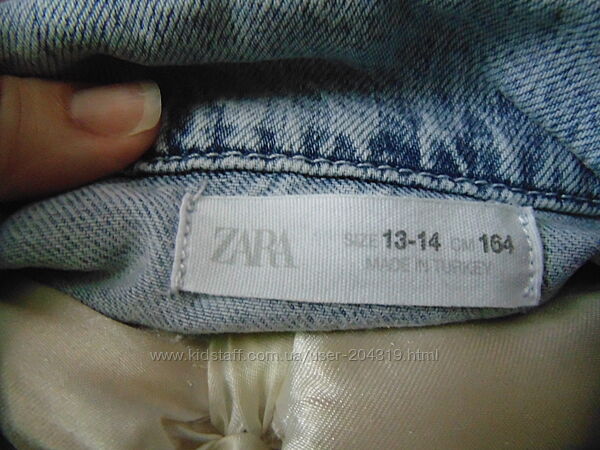 ZARA
SIZE 13-14 CM 164
MADE IN TURKEY
www.kidstaff.com.ua/user-204319.html